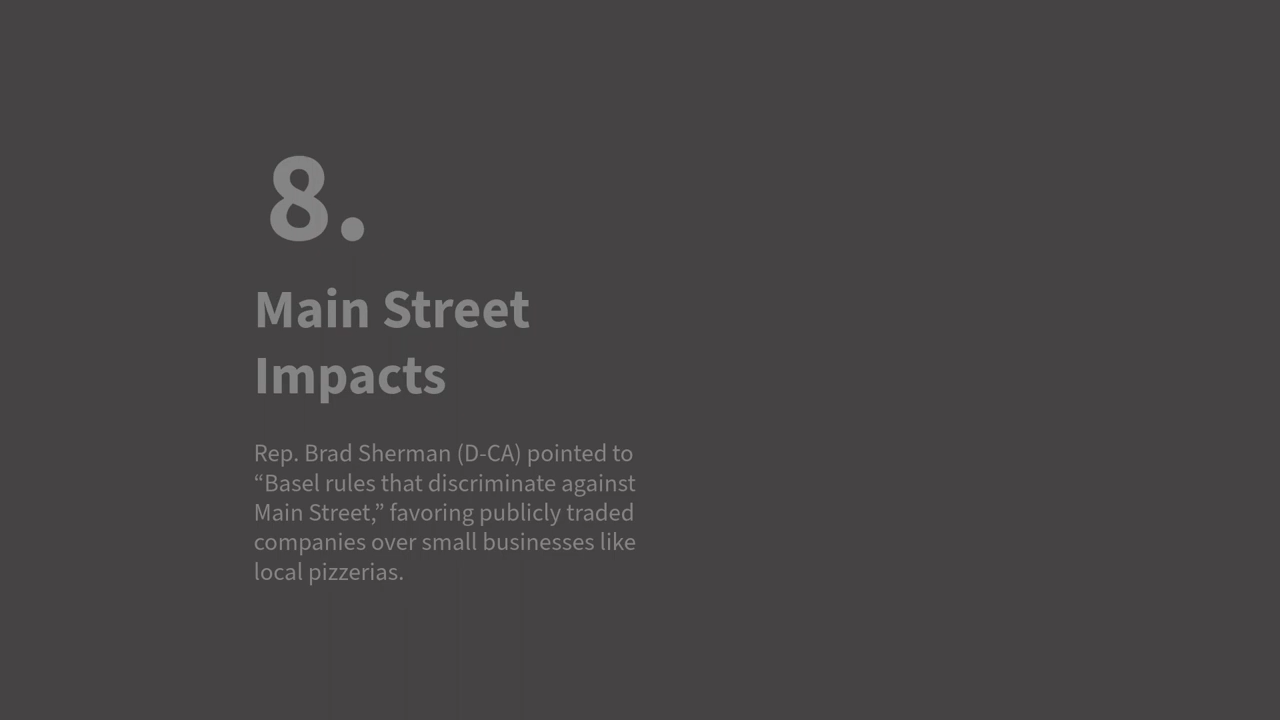 8.
Main Street
Impacts
Rep. Brad Sherman (D-CA) pointed to
“Basel rules that discriminate against
Main Street,” favoring publicly traded
companies over small businesses like
local pizzerias.